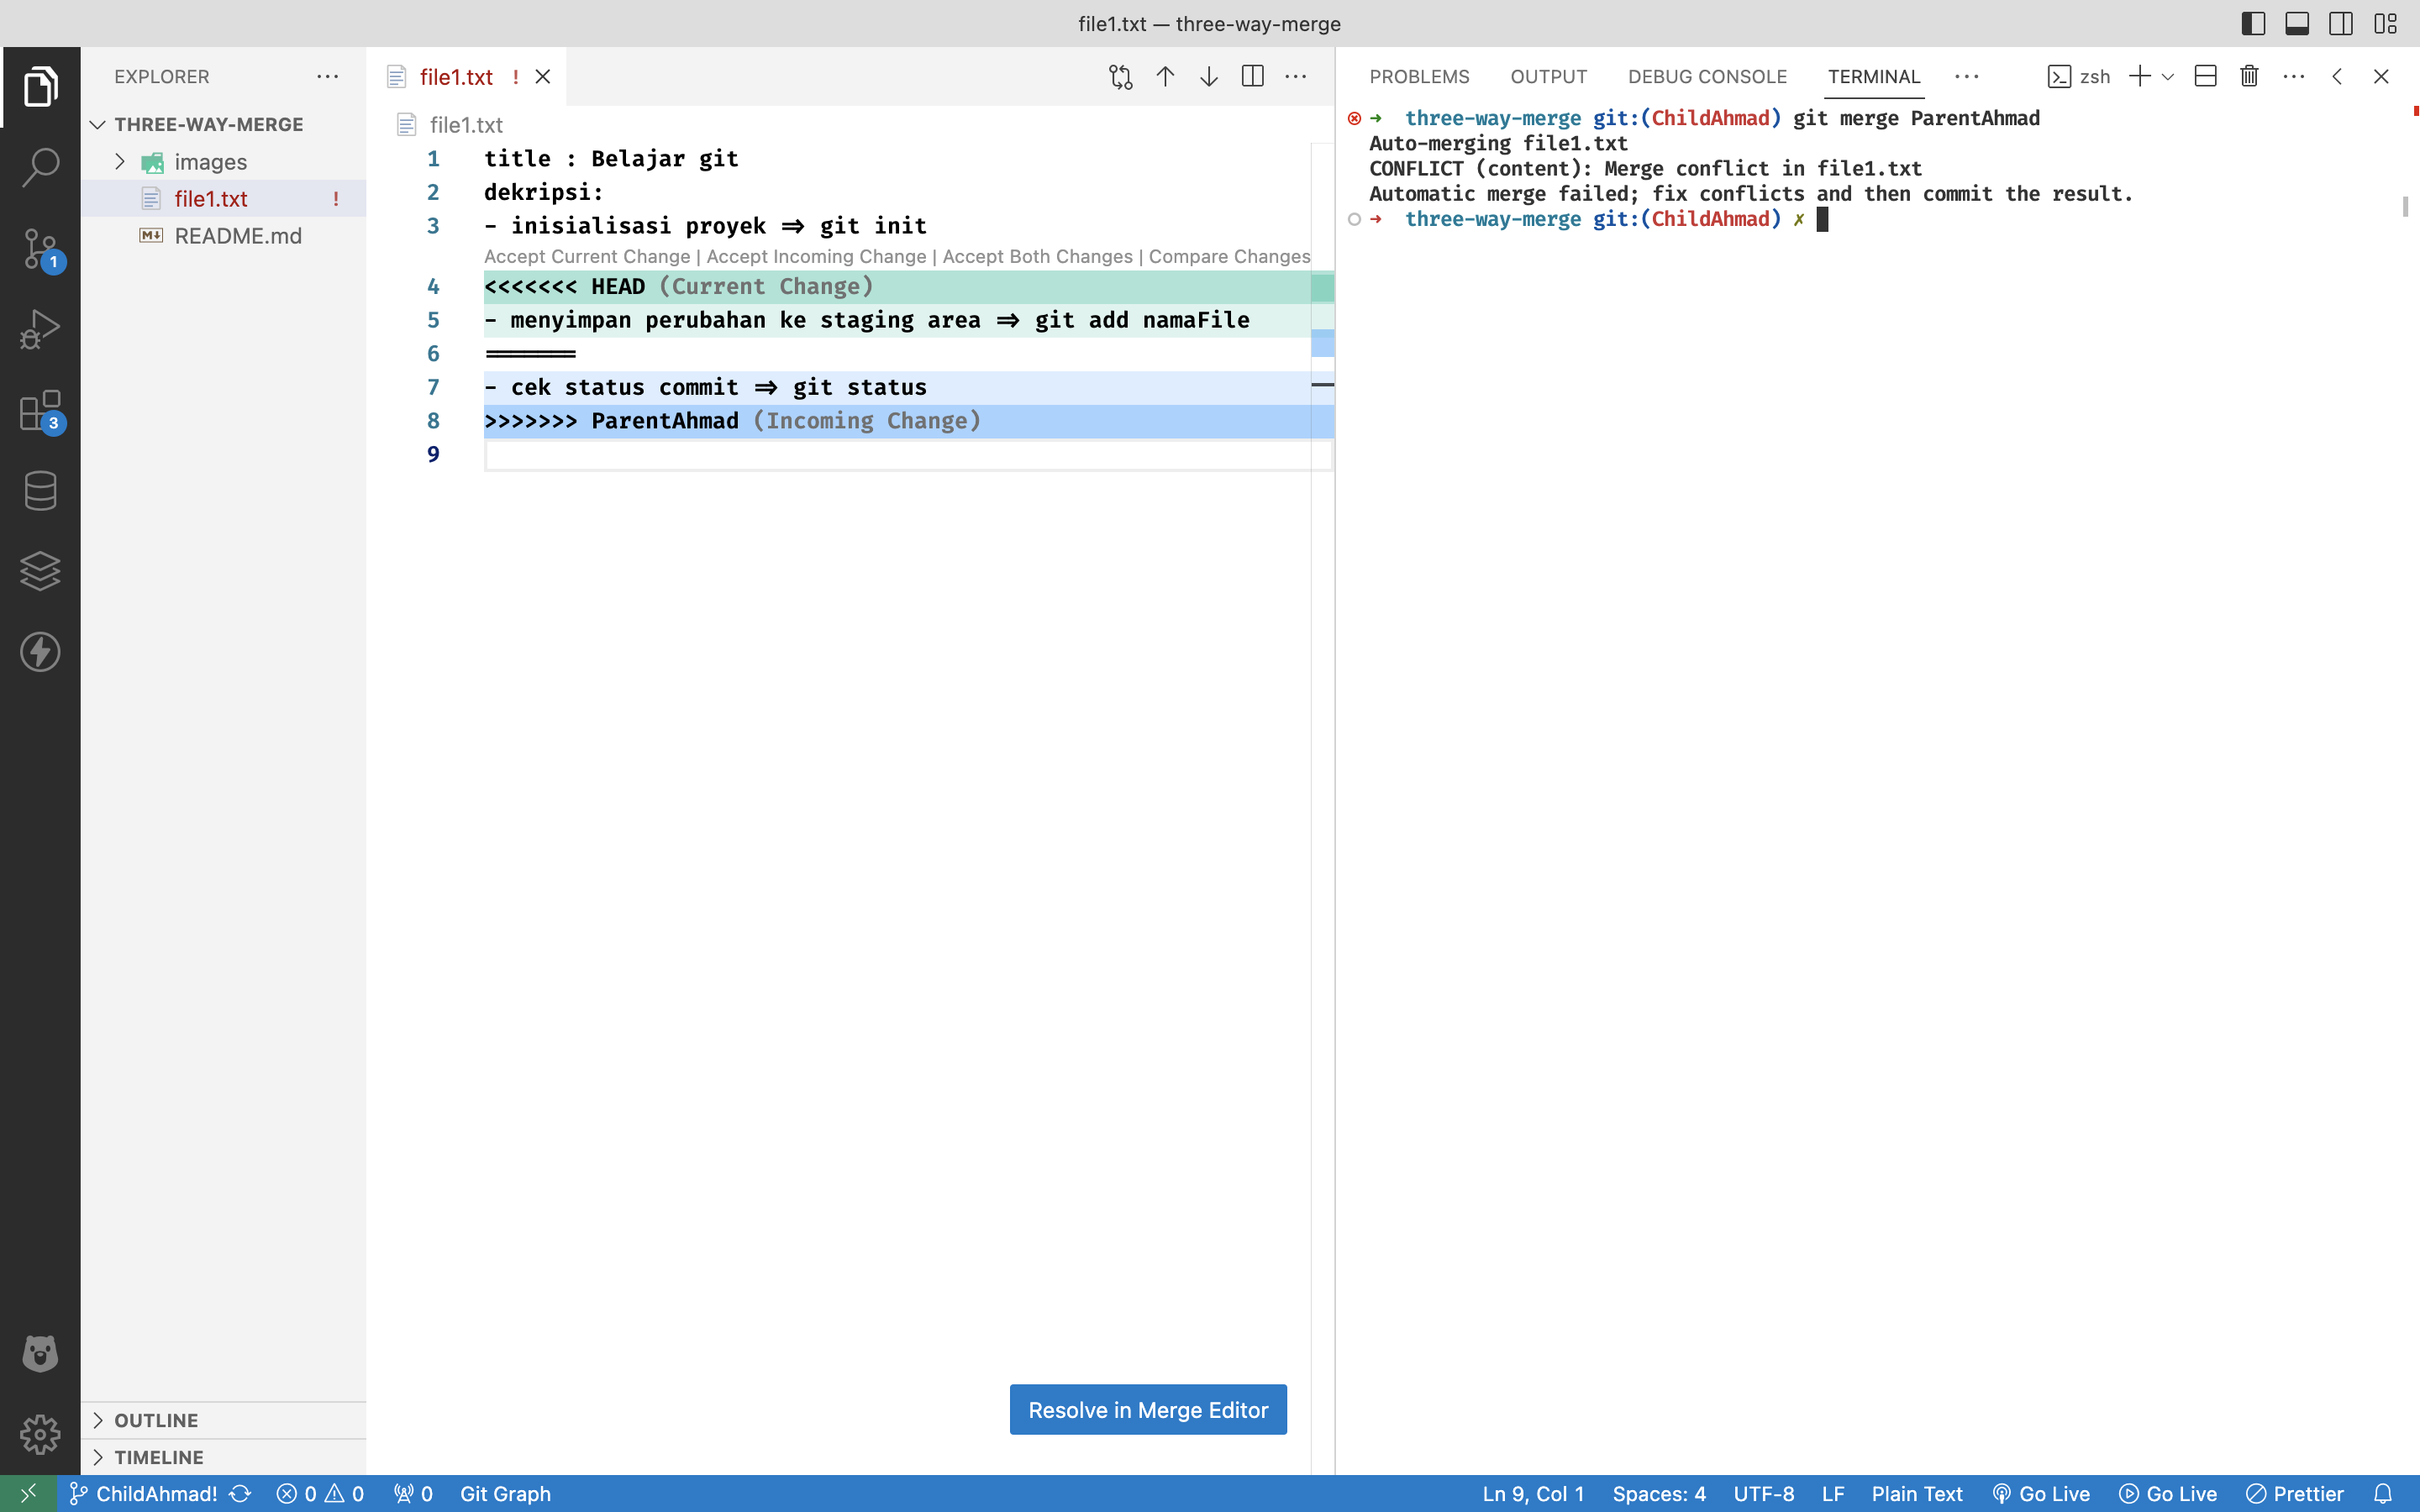 file1.txt — three-way-merge
EXPLORER
THREE-WAY-MERGE
images
file1.txt !
README.md
1
3
OUTLINE
TIMELINE
file1.txt !
file1.txt
1 title : Belajar git
2 dekripsi:
3 - inisialisasi proyek => git init
Accept Current Change | Accept Incoming Change | Accept Both Changes | Compare Changes
4 <<<<<<< HEAD (Current Change)
5 - menyimpan perubahan ke staging area => git add namaFile
6 =======
7 - cek status commit => git status
8 >>>>>>> ParentAhmad (Incoming Change)
9
Resolve in Merge Editor
PROBLEMS OUTPUT DEBUG CONSOLE TERMINAL zsh
➜ three-way-merge git:(ChildAhmad) git merge ParentAhmad
Auto-merging file1.txt
CONFLICT (content): Merge conflict in file1.txt
Automatic merge failed; fix conflicts and then commit the result.
➜ three-way-merge git:(ChildAhmad) ✗
ChildAhmad! 0 0 0 Git Graph Ln 9, Col 1 Spaces: 4 UTF-8 LF Plain Text Go Live Go Live Prettier